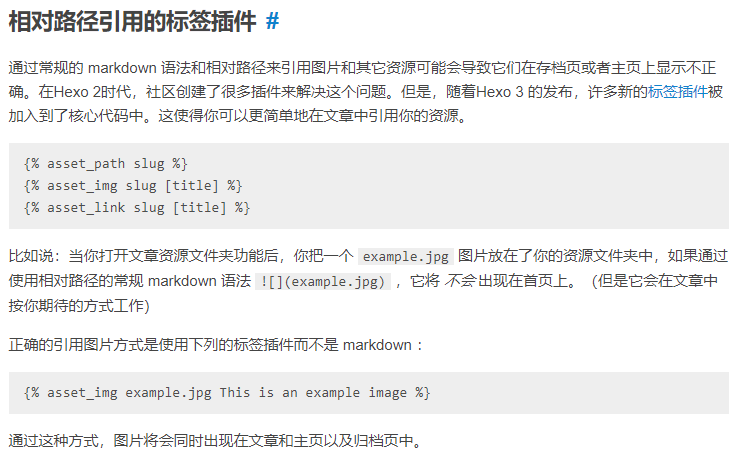 相对路径引用的标签插件 #
通过常规的 markdown 语法和相对路径来引用图片和其它资源可能会导致它们在存档页或者主页上显示不正
确。在Hexo 2时代，社区创建了很多插件来解决这个问题。但是，随着Hexo 3 的发布，许多新的标签插件被
加入到了核心代码中。这使得你可以更简单地在文章中引用你的资源。
{% asset_path slug %}
{% asset_img slug [title] %}
{% asset_link slug [title] %}
比如说：当你打开文章资源文件夹功能后，你把一个 example.jpg 图片放在了你的资源文件夹中，如果通过
使用相对路径的常规 markdown 语法 ![](example.jpg) ，它将 不会 出现在首页上。（但是它会在文章中
按你期待的方式工作）
正确的引用图片方式是使用下列的标签插件而不是 markdown ：
{% asset_img example.jpg This is an example image %}
通过这种方式，图片将会同时出现在文章和主页以及归档页中。